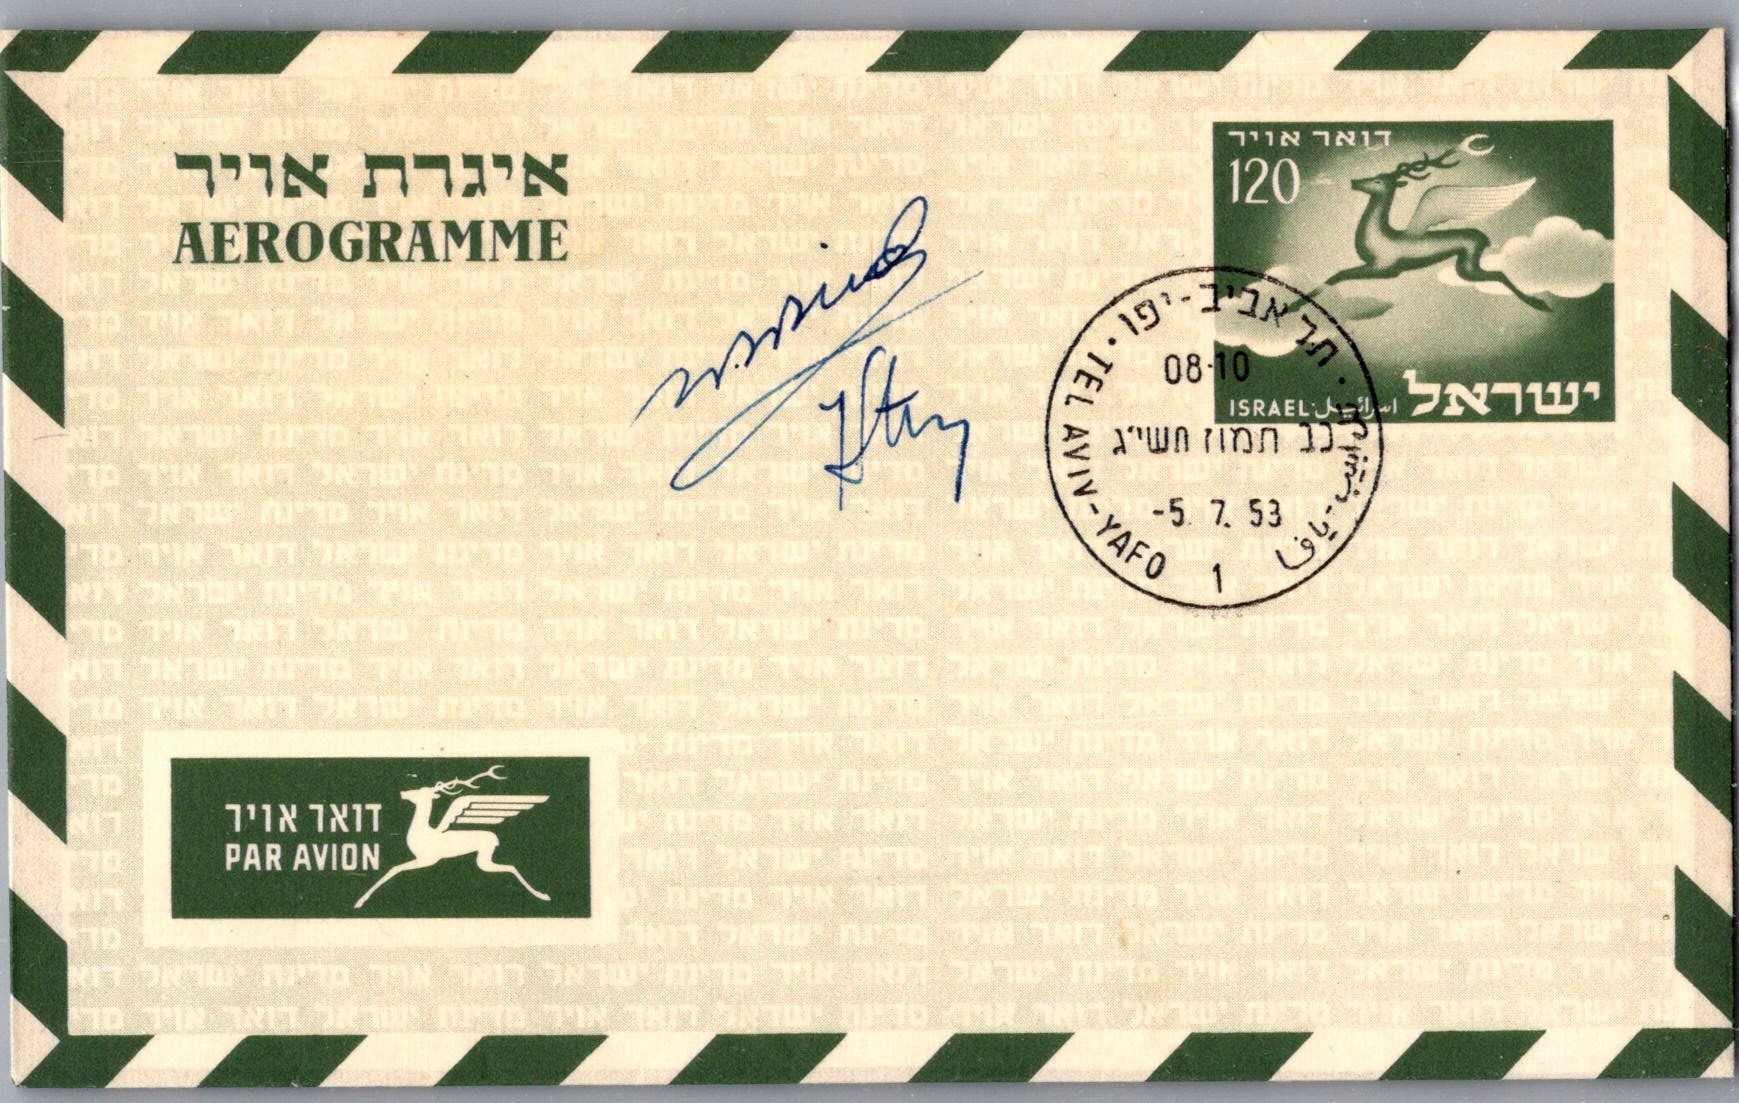 איגרת אויר
AEROGRAMME
דואר אויר
120
ISRAEL اسرائيل ישראל
תל אביב-יפו
08-10
כב תמוז תשי"ג
-5. 7. 53
TEL AVIV-YAFO
1
דואר אויר
PAR AVION